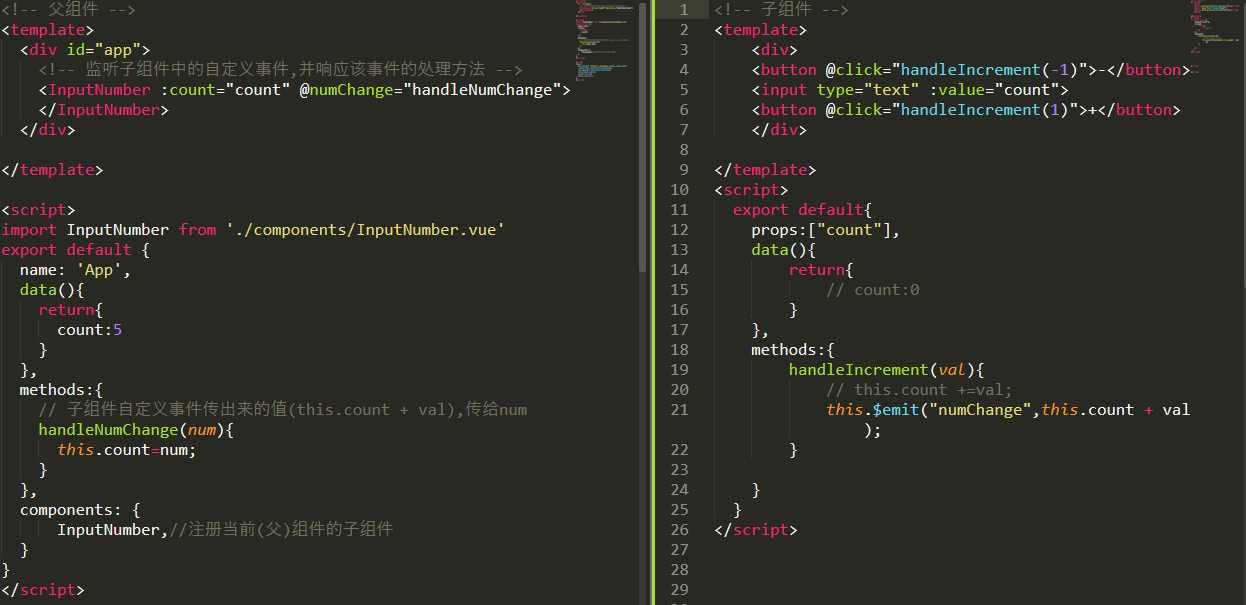 <!-- 父组件 -->
<template>
  <div id="app">
    <!-- 监听子组件中的自定义事件,并响应该事件的处理方法 -->
    <InputNumber :count="count" @numChange="handleNumChange">
    </InputNumber>
  </div>

</template>

<script>
import InputNumber from './components/InputNumber.vue'
export default {
  name: 'App',
  data(){
    return{
      count:5
    }
  },
  methods:{
    // 子组件自定义事件传出来的值(this.count + val),传给num
    handleNumChange(num){
      this.count=num;
    }
  },
  components: {
      InputNumber,//注册当前(父)组件的子组件
  }
}
</script>
1 <!-- 子组件 -->
2 <template>
3     <div>
4     <button @click="handleIncrement(-1)">-</button>
5     <input type="text" :value="count">
6     <button @click="handleIncrement(1)">+</button>
7     </div>
8
9 </template>
10 <script>
11   export default{
12     props:["count"],
13     data(){
14         return{
15             // count:0
16         }
17     },
18     methods:{
19         handleIncrement(val){
20             // this.count +=val;
21             this.$emit("numChange",this.count + val
                 );
22         }
23
24     }
25   }
26 </script>
27
28
29